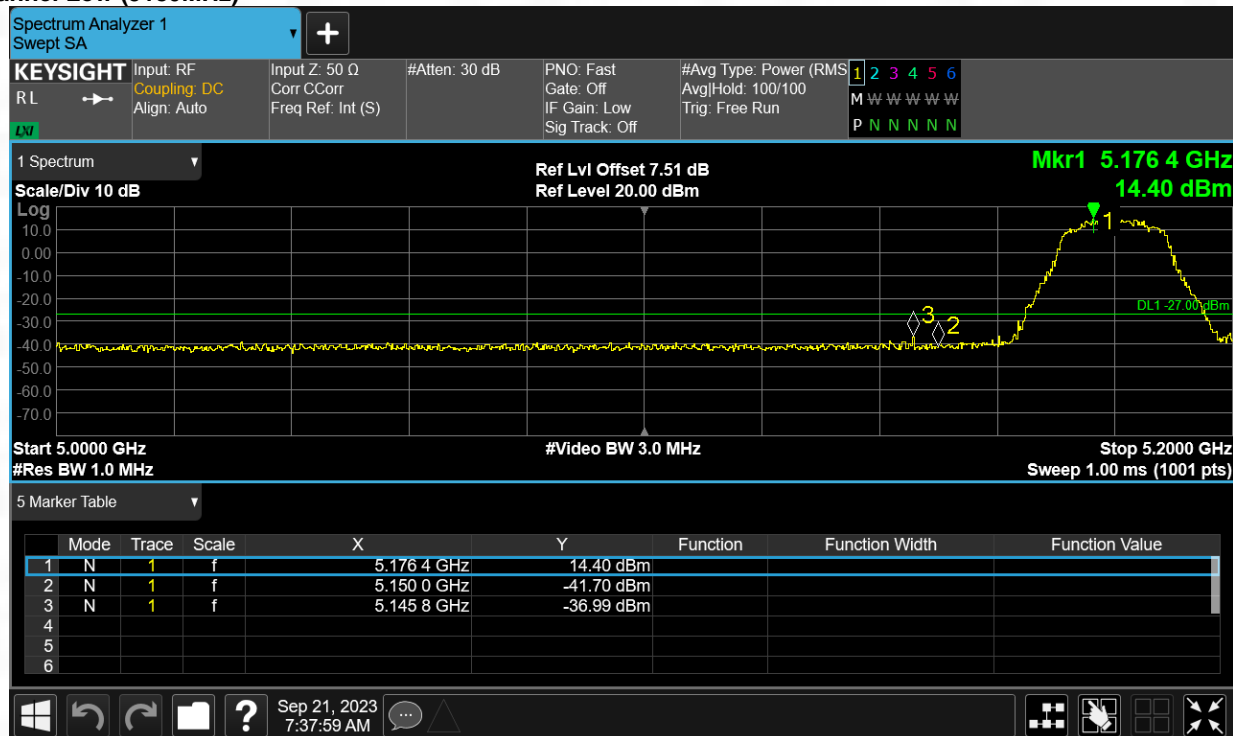 Spectrum Analyzer 1
Swept SA
+
KEYSIGHT
RL
LXI
Input: RF
Coupling: DC
Align: Auto
Input Z: 50 Ω
Corr CCorr
Freq Ref: Int (S)
#Atten: 30 dB
PNO: Fast
Gate: Off
IF Gain: Low
Sig Track: Off
#Avg Type: Power (RMS
Avg|Hold: 100/100
Trig: Free Run
1 2 3 4 5 6
M W W W W W
P N N N N N
1 Spectrum
Scale/Div 10 dB
Ref Lvl Offset 7.51 dB
Ref Level 20.00 dBm
Mkr1 5.176 4 GHz
14.40 dBm
Log
10.0
0.00
-10.0
-20.0
-30.0
-40.0
-50.0
-60.0
-70.0
1
3
2
DL1 -27.00 dBm
Start 5.0000 GHz
#Res BW 1.0 MHz
#Video BW 3.0 MHz
Stop 5.2000 GHz
Sweep 1.00 ms (1001 pts)
5 Marker Table
Mode Trace Scale X Y Function Function Width Function Value
1 N 1 f 5.176 4 GHz 14.40 dBm
2 N 1 f 5.150 0 GHz -41.70 dBm
3 N 1 f 5.145 8 GHz -36.99 dBm
4
5
6
?
Sep 21, 2023
7:37:59 AM